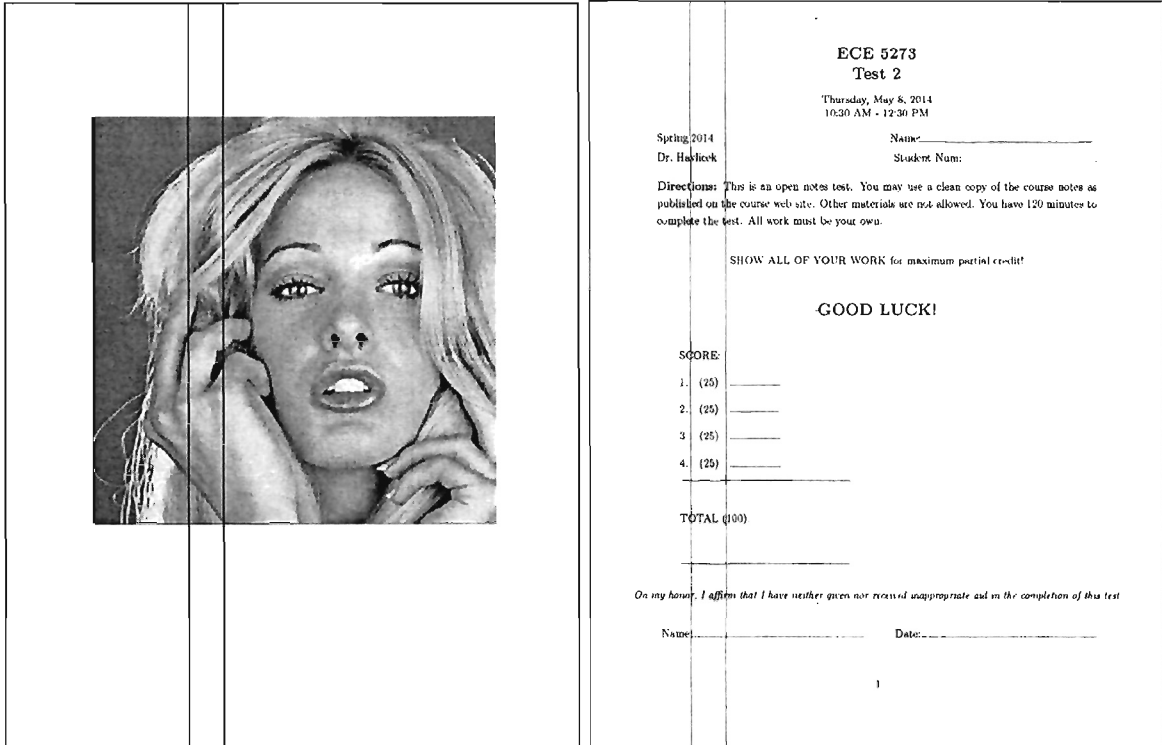 ECE 5273
Test 2
Thursday, May 8, 2014
10:30 AM - 12:30 PM
Spring 2014 Name:
Dr. Havlicek Student Num:
Directions: This is an open notes test. You may use a clean copy of the course notes as
published on the course web site. Other materials are not allowed. You have 120 minutes to
complete the test. All work must be your own.
SHOW ALL OF YOUR WORK for maximum partial credit!
GOOD LUCK!
SCORE:
1. (25)
2. (25)
3 (25)
4. (25)
TOTAL (100)
On my honor, I affirm that I have neither given nor received inappropriate aid in the completion of this test
Name: Date:
1